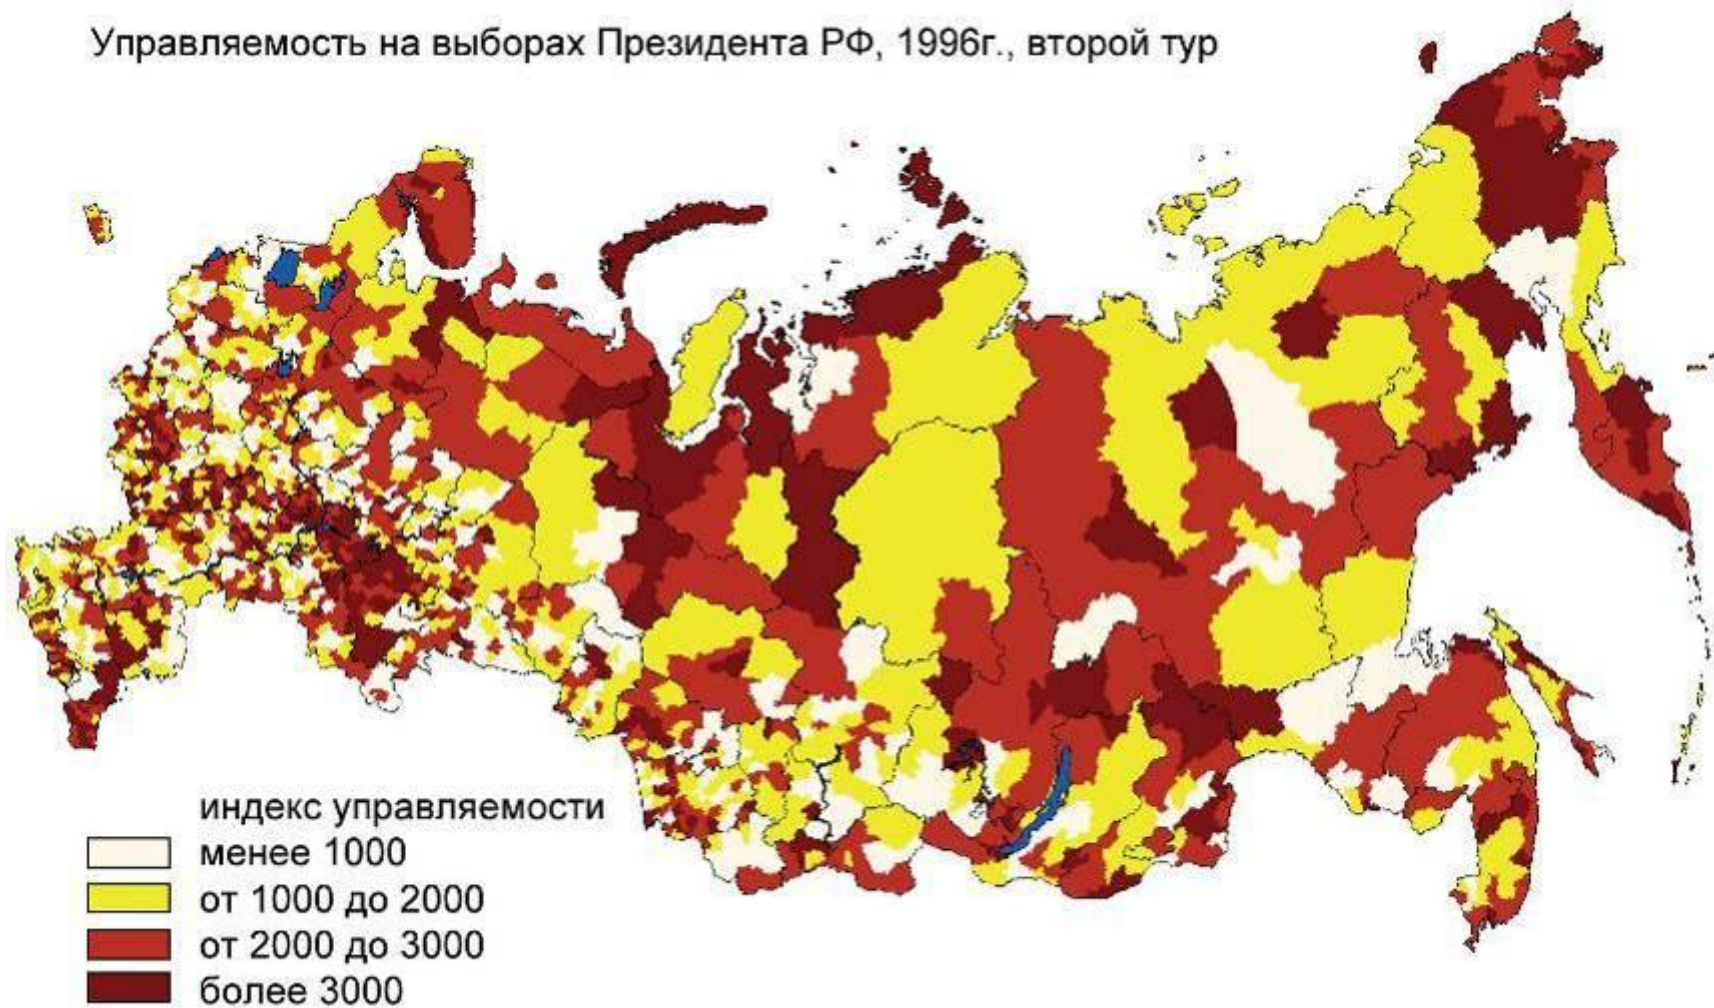 Управляемость на выборах Президента РФ, 1996г., второй тур
индекс управляемости
менее 1000
от 1000 до 2000
от 2000 до 3000
более 3000